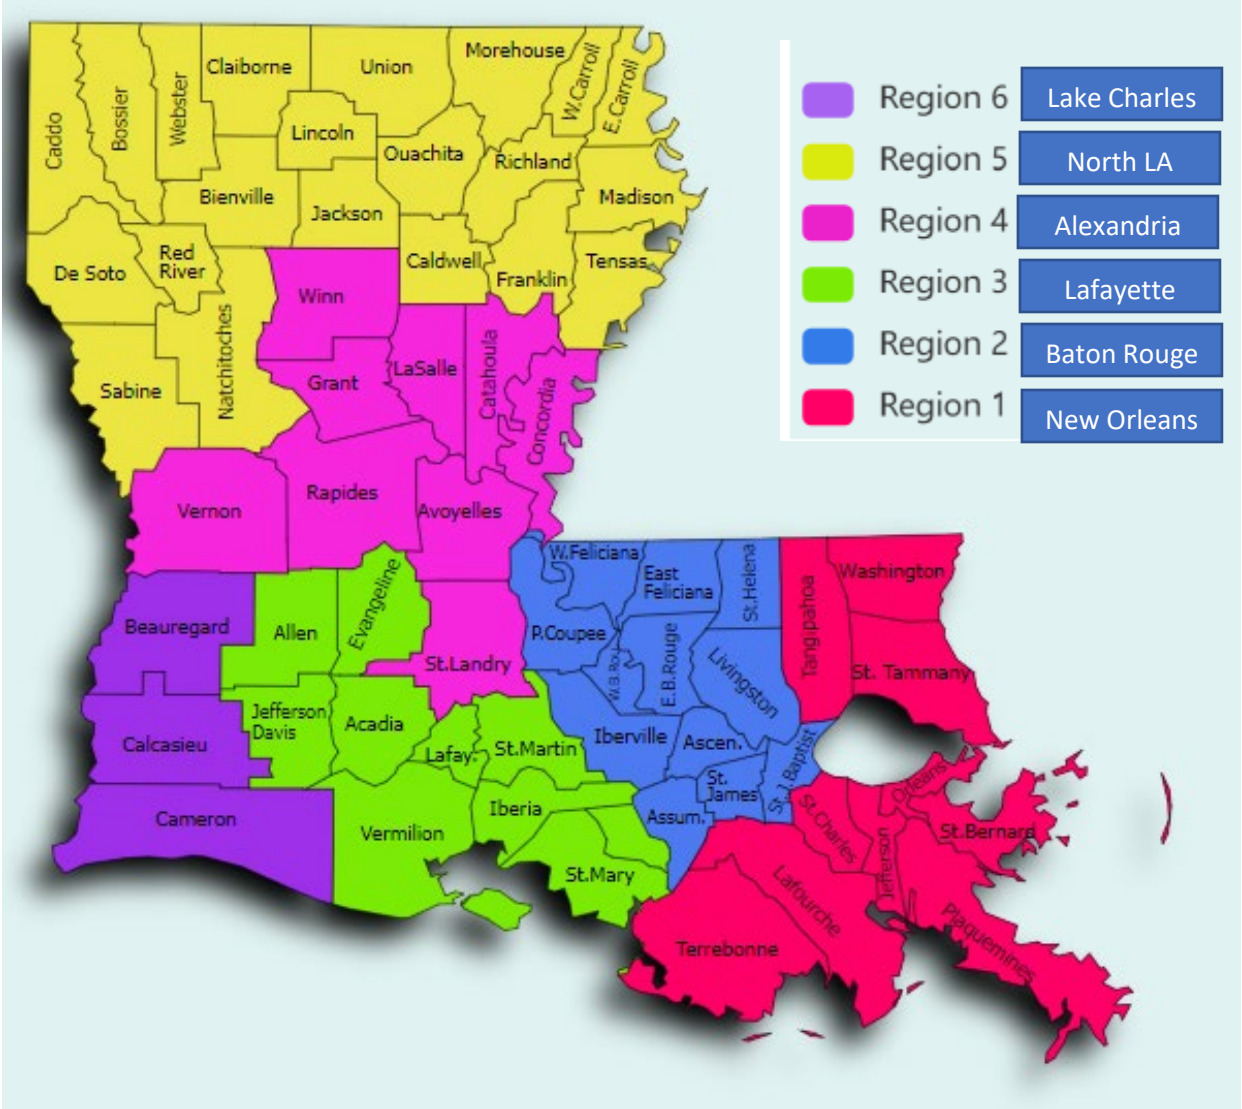 Claiborne
Union
Morehouse
W.Carroll
E.Carroll
Caddo
Bossier
Webster
Lincoln
Ouachita
Richland
Madison
Bienville
Jackson
De Soto
Red
River
Caldwell
Franklin
Tensas
Winn
Natchitoches
Sabine
Grant
LaSalle
Catahoula
Concordia
Vernon
Rapides
Avoyelles
W.Feliciana
East
Feliciana
St.Helena
Tangipahoa
Washington
Beauregard
Allen
Evangeline
St.Landry
P.Coupee
W.B.Rou
E.B.Rouge
Livingston
St. Tammany
Calcasieu
Jefferson
Davis
Acadia
Lafay.
St.Martin
Iberville
Ascen.
St.
James
St.J.Baptist
Cameron
Vermilion
Iberia
St.Mary
Assum.
St.Charles
Orleans
Jefferson
St.Bernard
Lafourche
Terrebonne
Plaquemines
Region 6 Lake Charles
Region 5 North LA
Region 4 Alexandria
Region 3 Lafayette
Region 2 Baton Rouge
Region 1 New Orleans